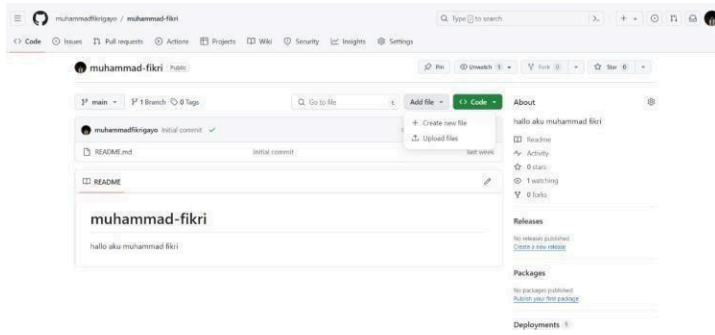 muhammadfikrigayo / muhammad-fikri
Type / to search
Code Issues Pull requests Actions Projects Wiki Security Insights Settings
muhammad-fikri Public
Pin Unwatch 1 Fork 0 Star 0
main 1 Branch 0 Tags
Go to file t
Add file Code
muhammadfikrigayo Initial commit
+ Create new file
Upload files
README.md Initial commit last week
README
muhammad-fikri
hallo aku muhammad fikri
About
hallo aku muhammad fikri
Readme
Activity
0 stars
1 watching
0 forks
Releases
No releases published
Create a new release
Packages
No packages published
Publish your first package
Deployments 1